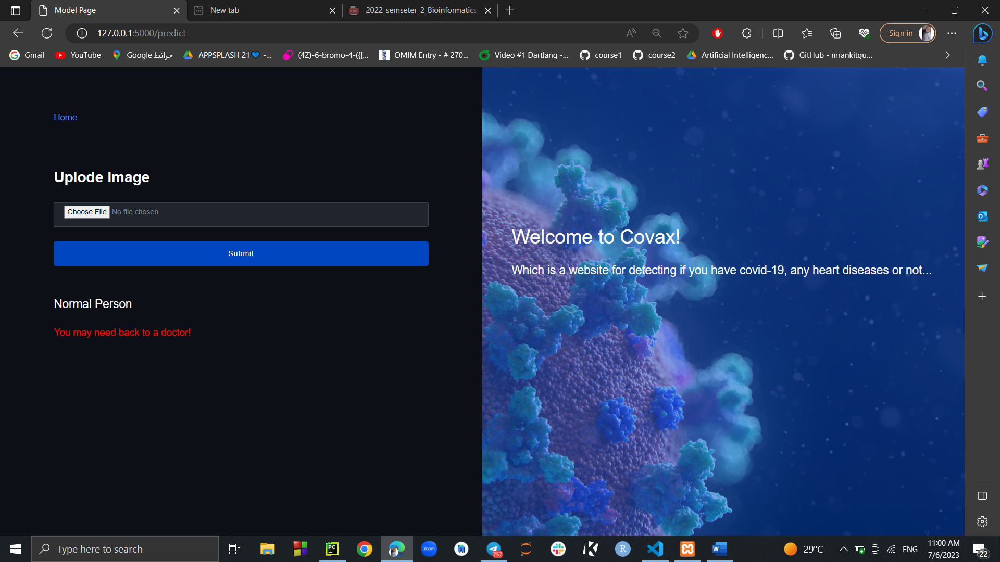 Model Page
New tab
2022_semseter_2_Bioinformatics_
127.0.0.1:5000/predict
Sign in
Gmail
YouTube
Google خرائط
APPSPLASH 21💙 -...
(4Z)-6-bromo-4-({[...
OMIM Entry - # 270...
Video #1 Dartlang -...
course1
course2
Artificial Intelligenc...
GitHub - mrankitgu...
Home
Uplode Image
Choose File No file chosen
Submit
Normal Person
You may need back to a doctor!
Welcome to Covax!
Which is a website for detecting if you have covid-19, any heart diseases or not...
Type here to search
PC
zoom
757
R
W
29°C
ENG
11:00 AM
7/6/2023
22